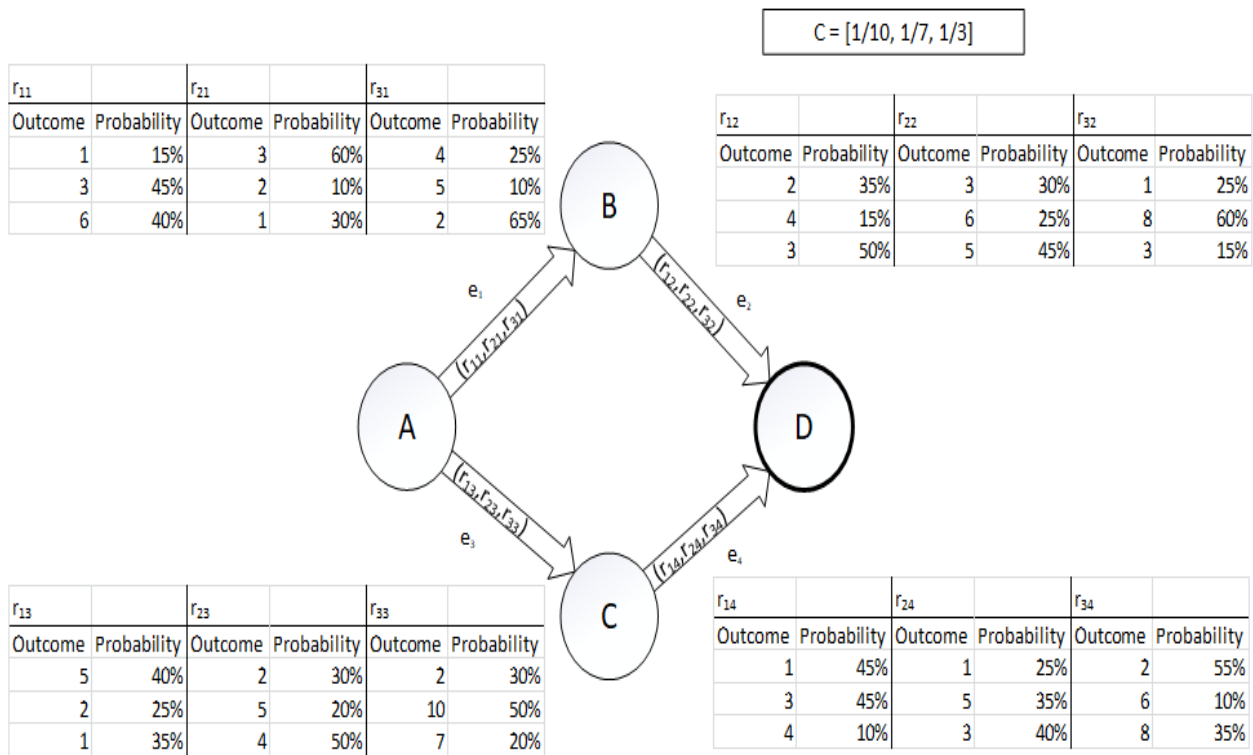 C = [1/10, 1/7, 1/3]
r₁₁ r₂₁ r₃₁
Outcome Probability Outcome Probability Outcome Probability
1 15% 3 60% 4 25%
3 45% 2 10% 5 10%
6 40% 1 30% 2 65%
r₁₂ r₂₂ r₃₂
Outcome Probability Outcome Probability Outcome Probability
2 35% 3 30% 1 25%
4 15% 6 25% 8 60%
3 50% 5 45% 3 15%
B
e₁
(r₁₁,r₂₁,r₃₁)
(r₁₂,r₂₂,r₃₂)
e₂
A
D
(r₁₃,r₂₃,r₃₃)
e₃
(r₁₄,r₂₄,r₃₄)
e₄
C
r₁₃ r₂₃ r₃₃
Outcome Probability Outcome Probability Outcome Probability
5 40% 2 30% 2 30%
2 25% 5 20% 10 50%
1 35% 4 50% 7 20%
r₁₄ r₂₄ r₃₄
Outcome Probability Outcome Probability Outcome Probability
1 45% 1 25% 2 55%
3 45% 5 35% 6 10%
4 10% 3 40% 8 35%